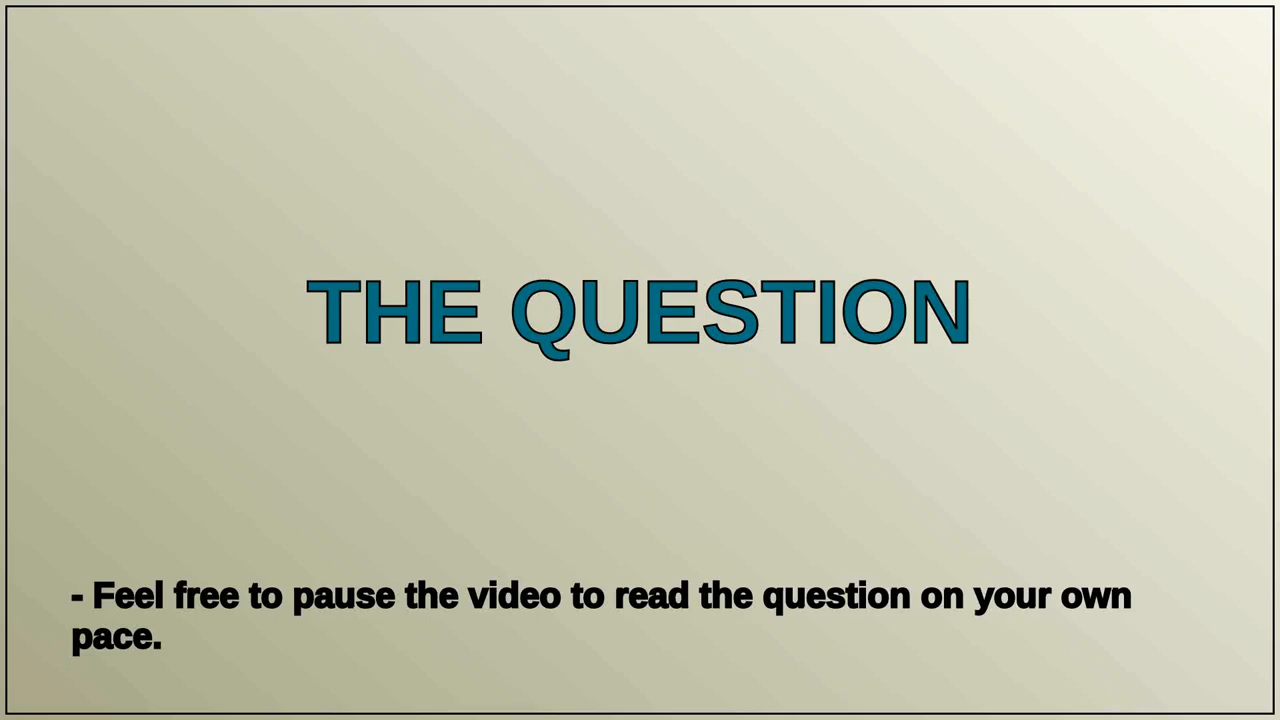 THE QUESTION
- Feel free to pause the video to read the question on your own
pace.